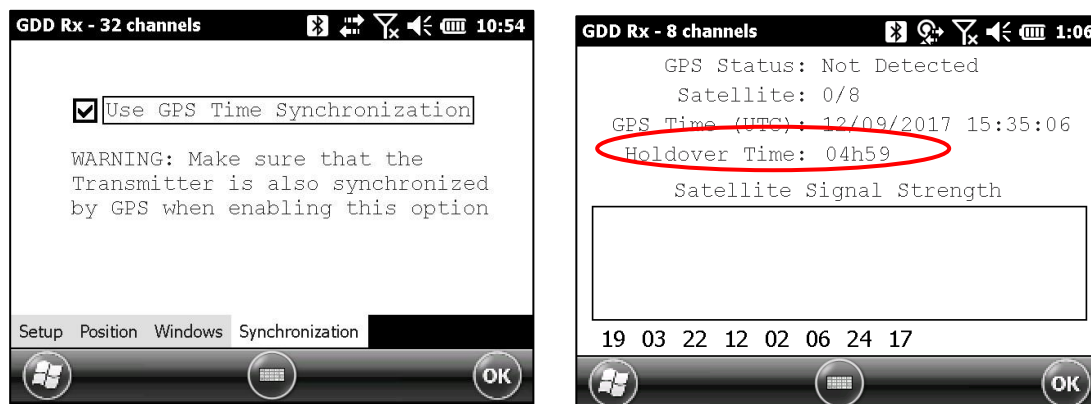 GDD Rx - 32 channels 10:54
Use GPS Time Synchronization
WARNING: Make sure that the
Transmitter is also synchronized
by GPS when enabling this option
Setup Position Windows Synchronization
OK
GDD Rx - 8 channels 1:06
GPS Status: Not Detected
Satellite: 0/8
GPS Time (UTC): 12/09/2017 15:35:06
Holdover Time: 04h59
Satellite Signal Strength
19 03 22 12 02 06 24 17
OK